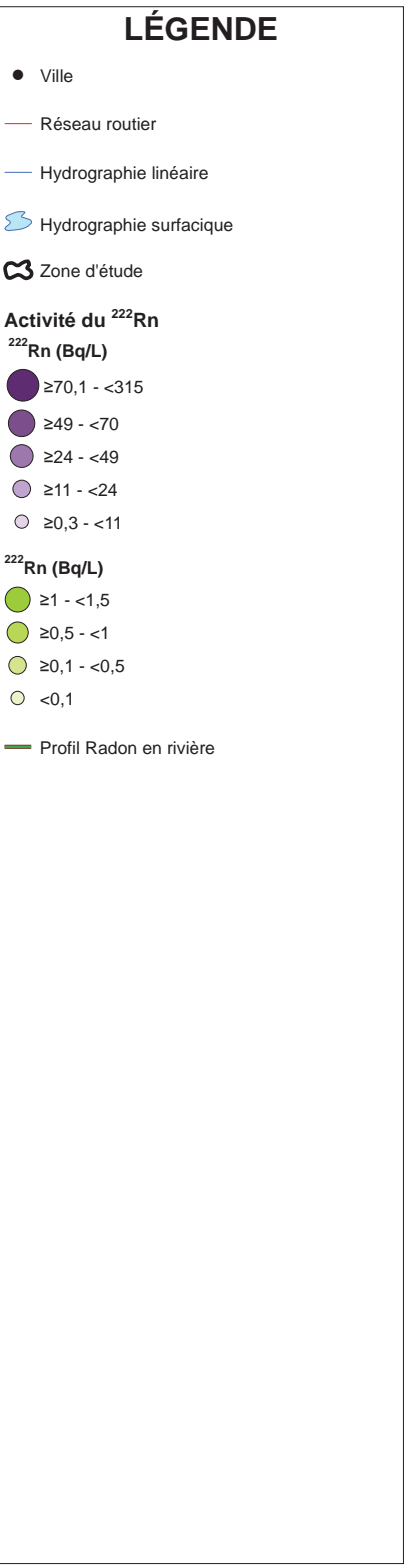 LÉGENDE
Ville
Réseau routier
Hydrographie linéaire
Hydrographie surfacique
Zone d'étude
Activité du ²²²Rn
²²²Rn (Bq/L)
≥70,1 - <315
≥49 - <70
≥24 - <49
≥11 - <24
≥0,3 - <11
²²²Rn (Bq/L)
≥1 - <1,5
≥0,5 - <1
≥0,1 - <0,5
<0,1
Profil Radon en rivière